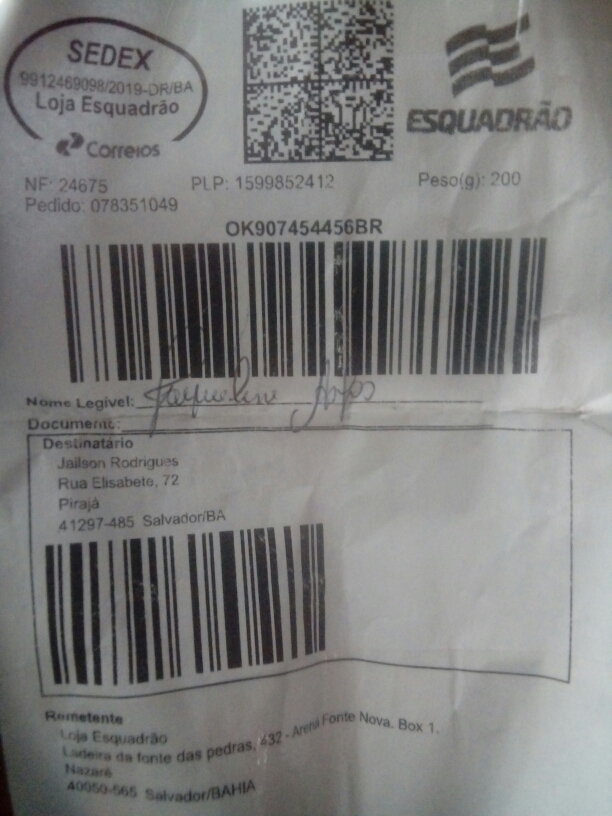 SEDEX
9912469098/2019-DR/BA
Loja Esquadrão
Correios
ESQUADRÃO
NF: 24675 PLP: 1599852412 Peso(g): 200
Pedido: 078351049
OK907454456BR
Nome Legível:
Documento:
Destinatário
Jailson Rodrigues
Rua Elisabete, 72
Pirajá
41297-485 Salvador/BA
Remetente
Loja Esquadrão
Ladeira da fonte das pedras, 432 - Arena Fonte Nova. Box 1.
Nazaré
40050-565 Salvador/BAHIA